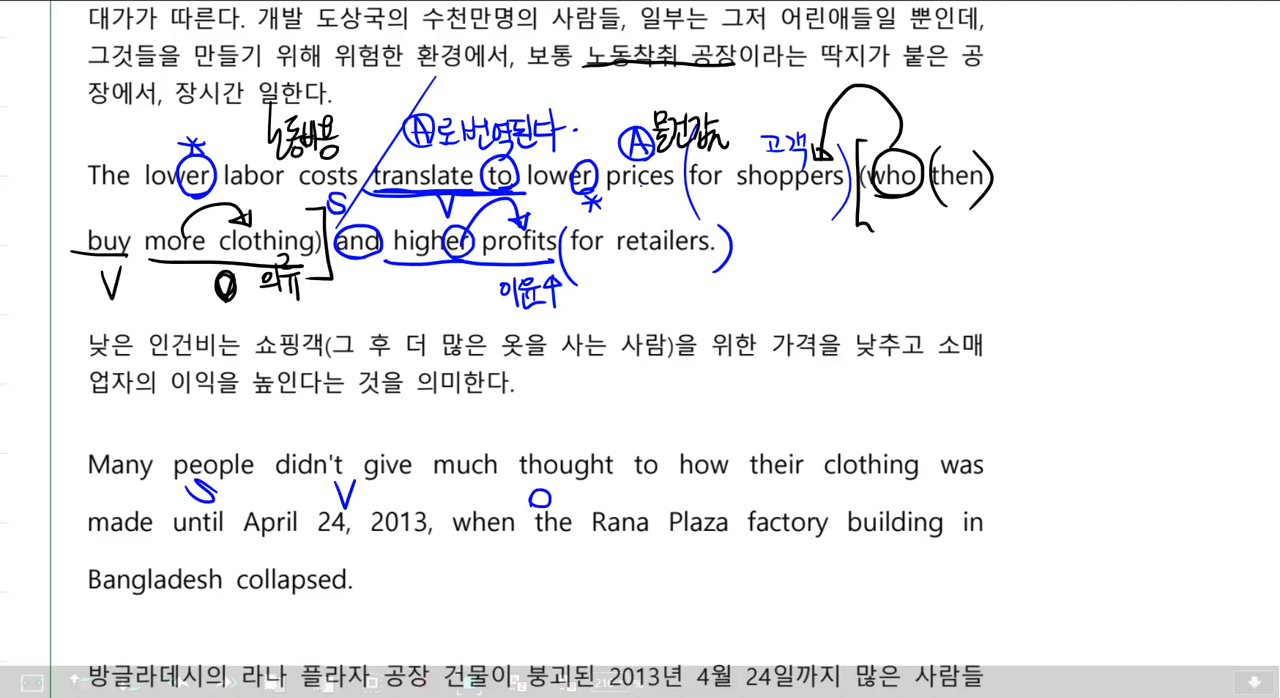 대가가 따른다. 개발 도상국의 수천만명의 사람들, 일부는 그저 어린애들일 뿐인데,
그것들을 만들기 위해 위험한 환경에서, 보통 노동착취 공장이라는 딱지가 붙은 공
장에서, 장시간 일한다.
노동비용 Ⓐ로 번역된다. Ⓐ 물건값 고객
* The lower labor costs translate to lower prices (for shoppers) (who (then)
S V *
buy more clothing) and higher profits (for retailers.)
V O 의류 이윤
낮은 인건비는 쇼핑객(그 후 더 많은 옷을 사는 사람)을 위한 가격을 낮추고 소매
업자의 이익을 높인다는 것을 의미한다.
Many people didn't give much thought to how their clothing was
S V O
made until April 24, 2013, when the Rana Plaza factory building in
Bangladesh collapsed.
방글라데시의 라나 플라자 공장 건물이 붕괴된 2013년 4월 24일까지 많은 사람들